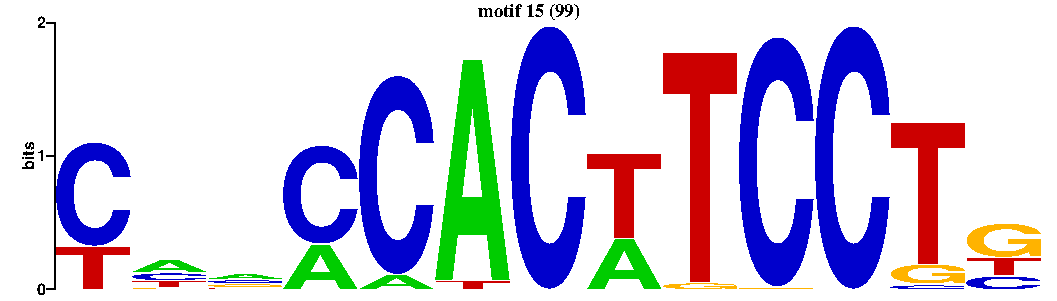 motif 15 (99)
2
1
0
bits
C T
A C T
A C G
C A
C A
A T
C
T A
T G
C
C
T G C
G T C